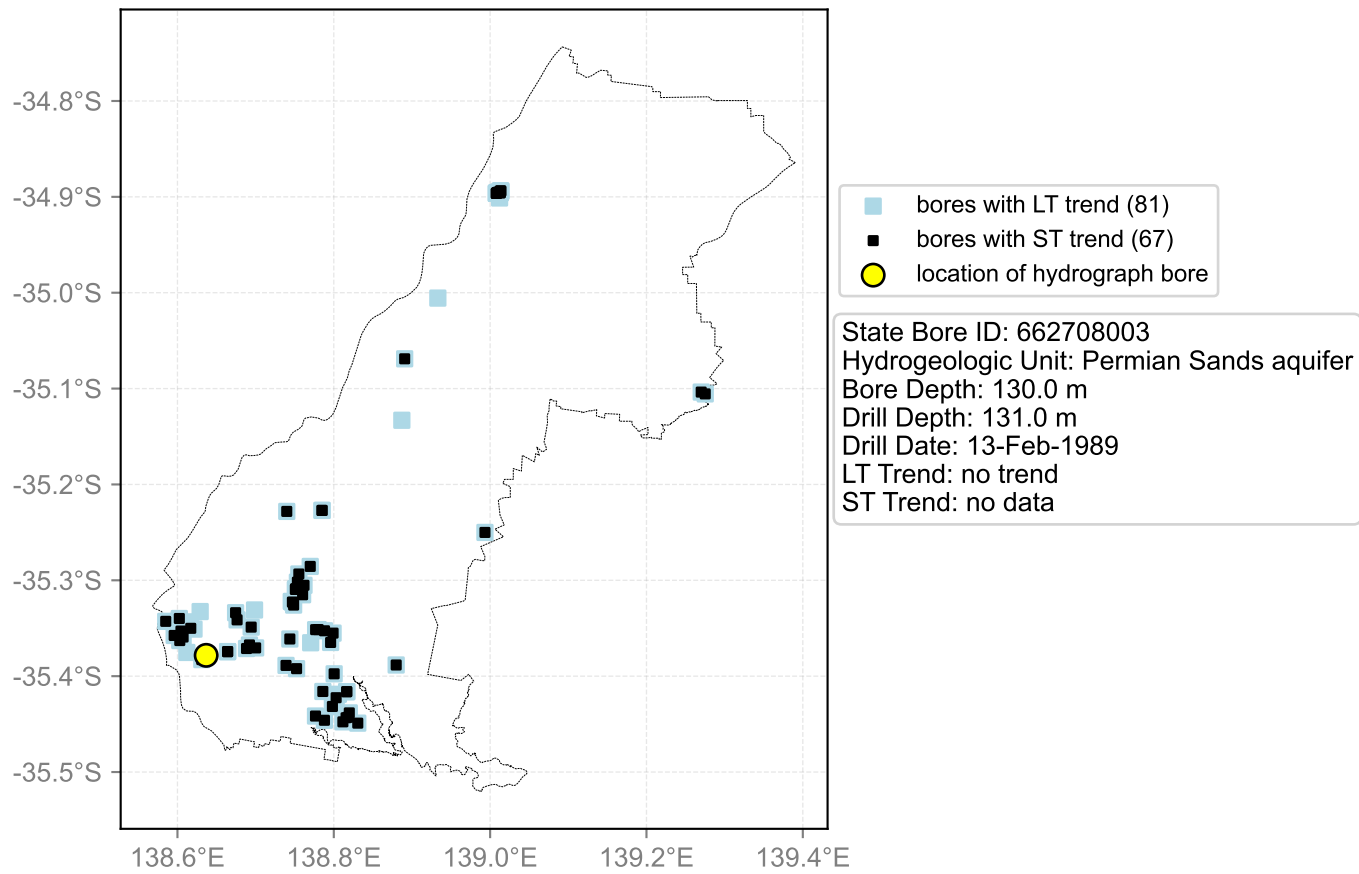 -34.8°S
-34.9°S
-35.0°S
-35.1°S
-35.2°S
-35.3°S
-35.4°S
-35.5°S
138.6°E 138.8°E 139.0°E 139.2°E 139.4°E
bores with LT trend (81)
bores with ST trend (67)
location of hydrograph bore
State Bore ID: 662708003
Hydrogeologic Unit: Permian Sands aquifer
Bore Depth: 130.0 m
Drill Depth: 131.0 m
Drill Date: 13-Feb-1989
LT Trend: no trend
ST Trend: no data